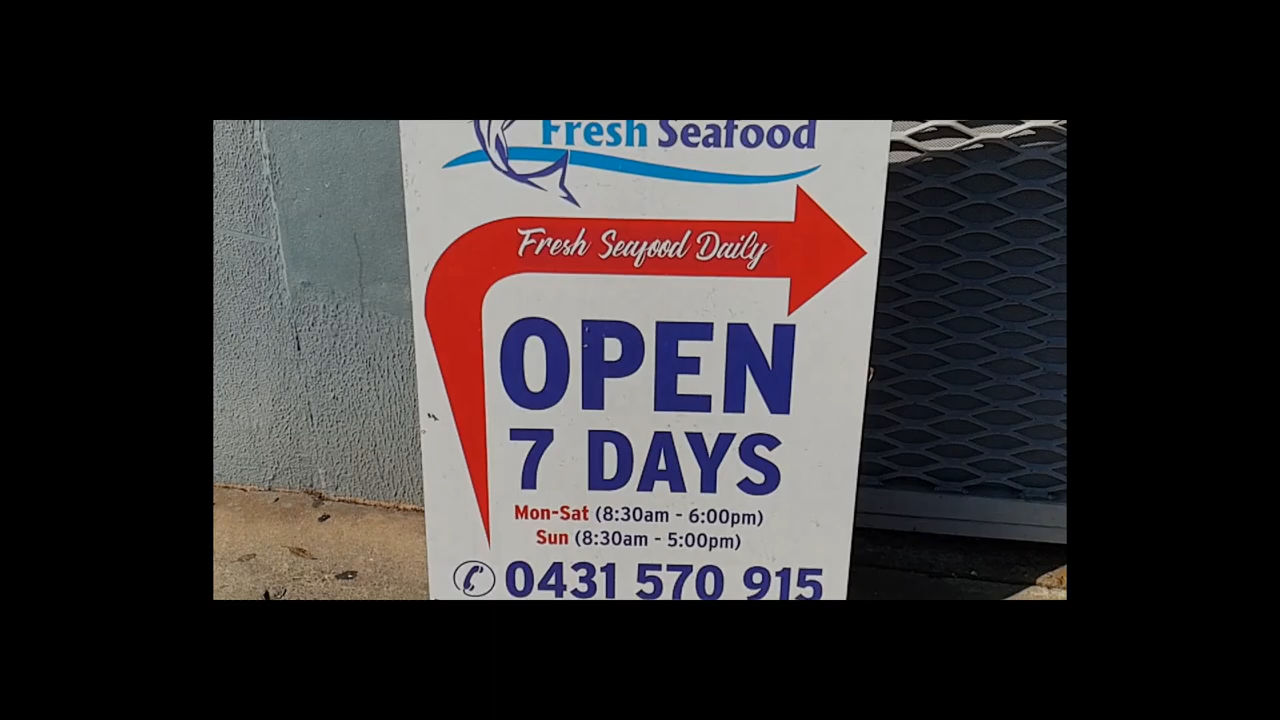 Fresh Seafood
Fresh Seafood Daily
OPEN
7 DAYS
Mon-Sat (8:30am - 6:00pm)
Sun (8:30am - 5:00pm)
0431 570 915